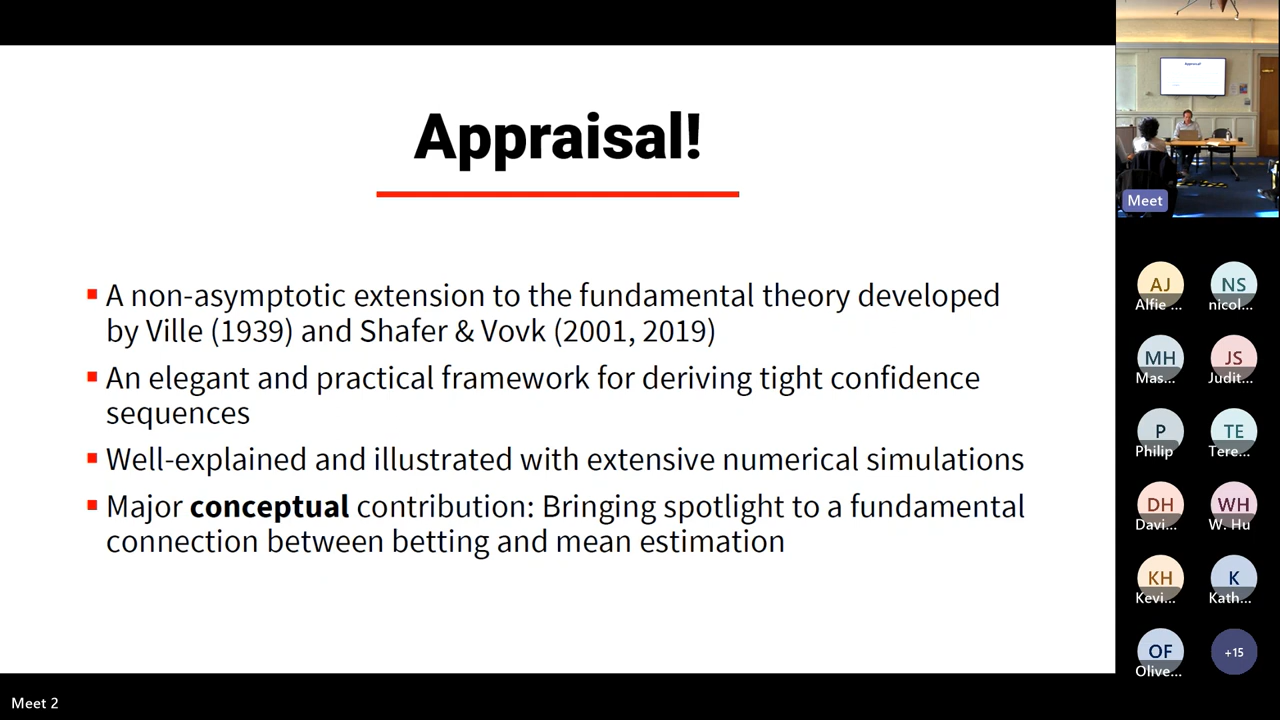 Appraisal!
A non-asymptotic extension to the fundamental theory developed
by Ville (1939) and Shafer & Vovk (2001, 2019)
An elegant and practical framework for deriving tight confidence
sequences
Well-explained and illustrated with extensive numerical simulations
Major conceptual contribution: Bringing spotlight to a fundamental
connection between betting and mean estimation
Meet 2
Appraisal!
Meet
AJ
Alfie ...
NS
nicol...
MH
Mas...
JS
Judit...
P
Philip
TE
Tere...
DH
Davi...
WH
W. Hu
KH
Kevi...
K
Kath...
OF
Olive...
+15